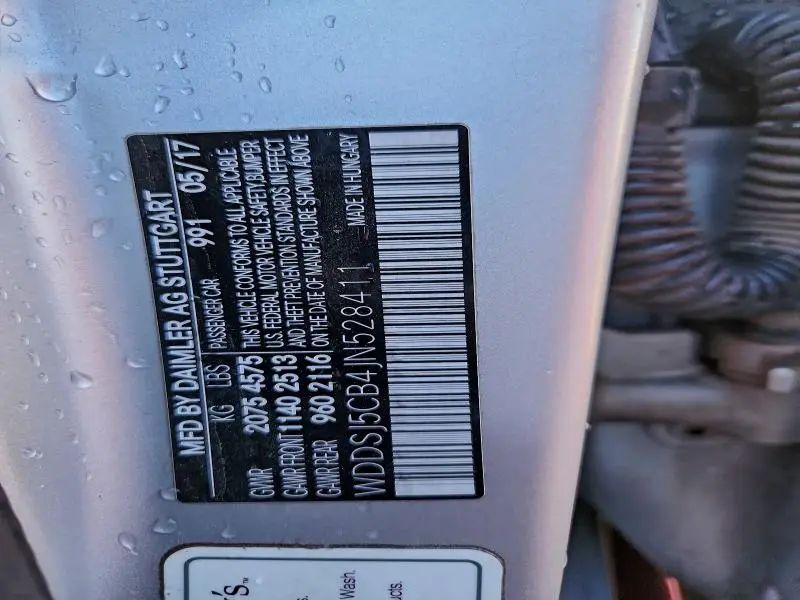 MFD BY DAIMLER AG STUTTGART
KG LBS PASSENGER CAR 991 05/17
GVWR 2075 4575 THIS VEHICLE CONFORMS TO ALL APPLICABLE
GAWR FRONT 1140 2513 U.S. FEDERAL MOTOR VEHICLE SAFETY BUMPER
GAWR REAR 960 2116 AND THEFT PREVENTION STANDARDS IN EFFECT
ON THE DATE OF MANUFACTURE SHOWN ABOVE
WDDSJ5CB4JN528411 MADE IN HUNGARY
's™
Wash.